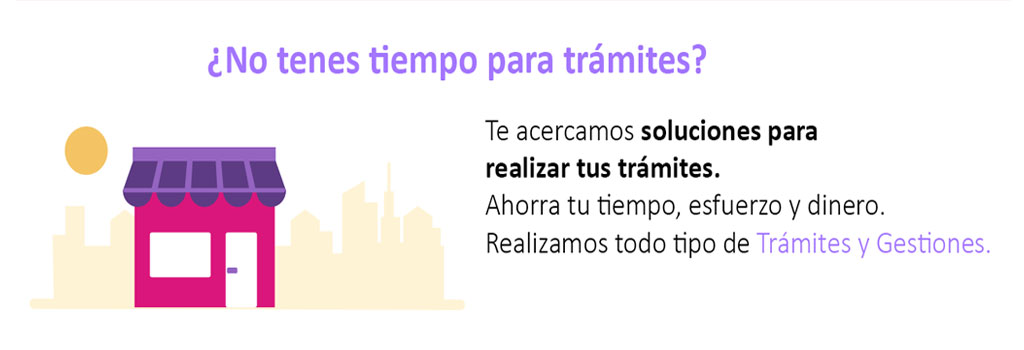 ¿No tenes tiempo para trámites?
Te acercamos soluciones para
realizar tus trámites.
Ahorra tu tiempo, esfuerzo y dinero.
Realizamos todo tipo de Trámites y Gestiones.